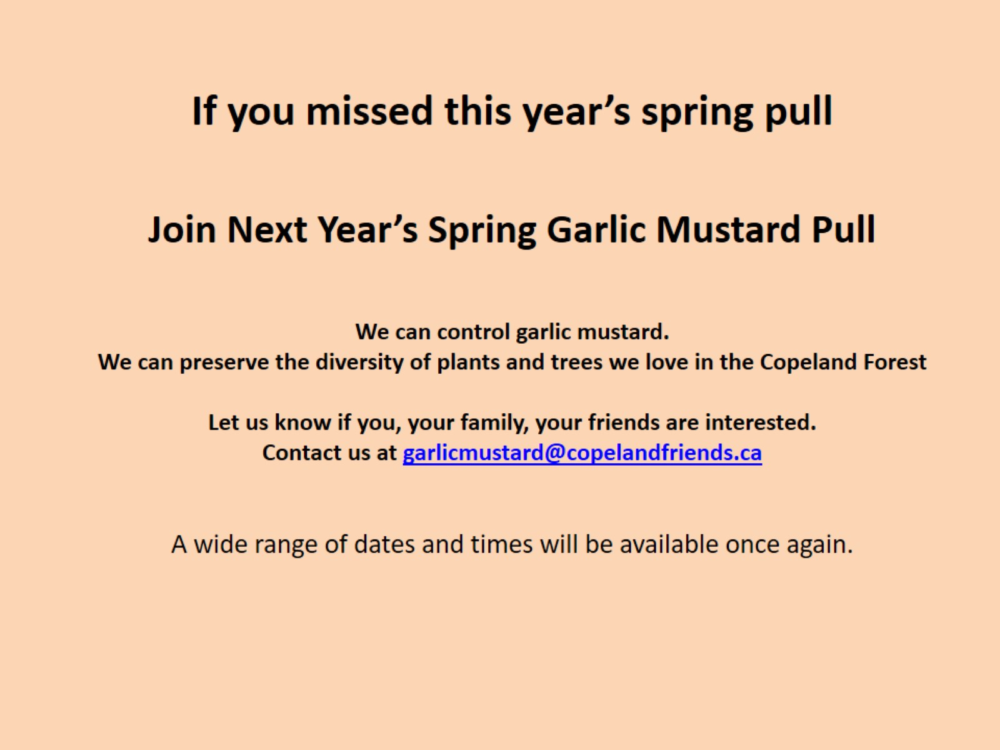 If you missed this year’s spring pull
Join Next Year’s Spring Garlic Mustard Pull
We can control garlic mustard.
We can preserve the diversity of plants and trees we love in the Copeland Forest
Let us know if you, your family, your friends are interested.
Contact us at garlicmustard@copelandfriends.ca
A wide range of dates and times will be available once again.